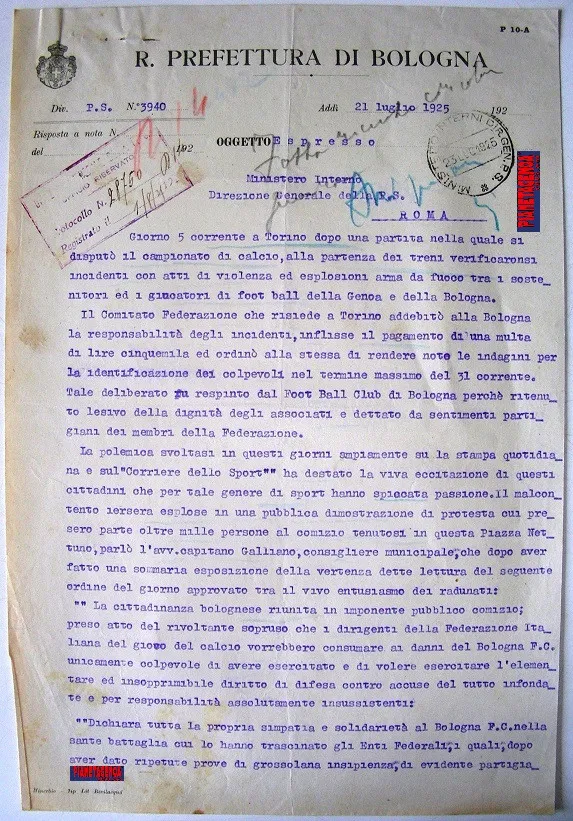 P 10-A
R. PREFETTURA DI BOLOGNA
Div. P.S. N.° 3940 Addì 21 luglio 1925 192
Risposta a nota N.
del 192
OGGETTO Espresso
UFFICIO RISERVATO
Protocollo N. 28750
Registrato il
MINISTERO INTERNO DIR. GEN. P.S.
PIANETAGENOA
Ministero Interno
Direzione Generale della P.S.
ROMA
Giorno 5 corrente a Torino dopo una partita nella quale si
disputò il campionato di calcio,alla partenza dei treni verificaronsi
incidenti con atti di violenza ed esplosioni arma da fuoco tra i soste_
nitori ed i giucatori di foot ball della Genoa e della Bologna.
Il Comitato Federazione che risiede a Torino addebitò alla Bologna
la responsabilità degli incidenti,inflisse il pagamento di una multa
di lire cinquemila ed ordinò alla stessa di rendere note le indagini per
la identificazione dei colpevoli nel termine massimo del 31 corrente.
Tale deliberato fu respinto dal Foot Ball Club di Bologna perchè ritenu_
to lesivo della dignità degli associati e dettato da sentimenti parti_
giani dei membri della Federazione.
La polemica svoltasi in questi giorni ampiamente su la stampa quotidia_
na e sul"Corriere dello Sport"" ha destato la viva eccitazione di questi
cittadini che per tale genere di sport hanno spiccata passione.Il malcon_
tento iersera esplose in una pubblica dimostrazione di protesta cui pre_
sero parte oltre mille persone al comizio tenutosi in questa Piazza Net_
tuno,parlò l'avv.capitano Galliano,consigliere municipale,che dopo aver
fatto una sommaria esposizione della vertenza dette lettura del seguente
ordine del giorno approvato tra il vivo entusiasmo dei radunati:
"" La cittadinanza bolognese riunita in imponente pubblico comizio;
preso atto del rivoltante sopruso che i dirigenti della Federazione Ita_
liana del giuoco del calcio vorrebbero consumare ai danni del Bologna F.C.
unicamente colpevole di avere esercitato e di volere esercitare l'elemen_
tare ed insopprimibile diritto di difesa contro accuse del tutto infonda_
te e per responsabilità assolutamente insussistenti:
""Dichiara tutta la propria simpatia e solidarietà al Bologna F.C.nella
sante battaglia cui lo hanno trascinato gli Enti Federali,i quali,dopo
aver dato ripetute prove di grossolana insipienza,di evidente partigia_
PIANETAGENOA